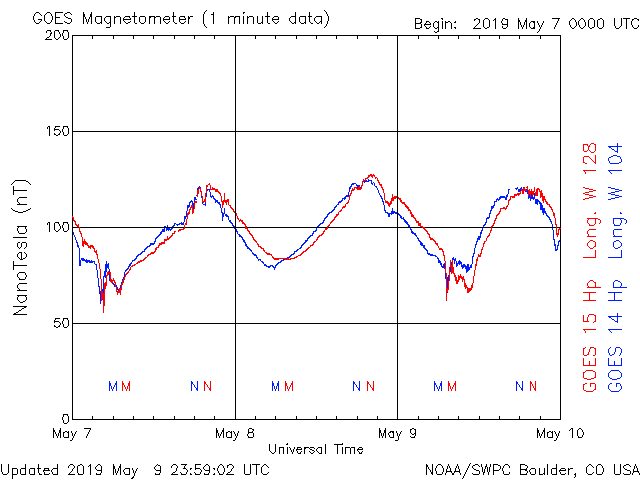 GOES Magnetometer (1 minute data)
Begin: 2019 May 7 0000 UTC
200
150
100
50
0
NanoTesla (nT)
M M N N M M N N M M N N
May 7 May 8 May 9 May 10
Universal Time
GOES 15 Hp Long. W 128
GOES 14 Hp Long. W 104
Updated 2019 May 9 23:59:02 UTC
NOAA/SWPC Boulder, CO USA